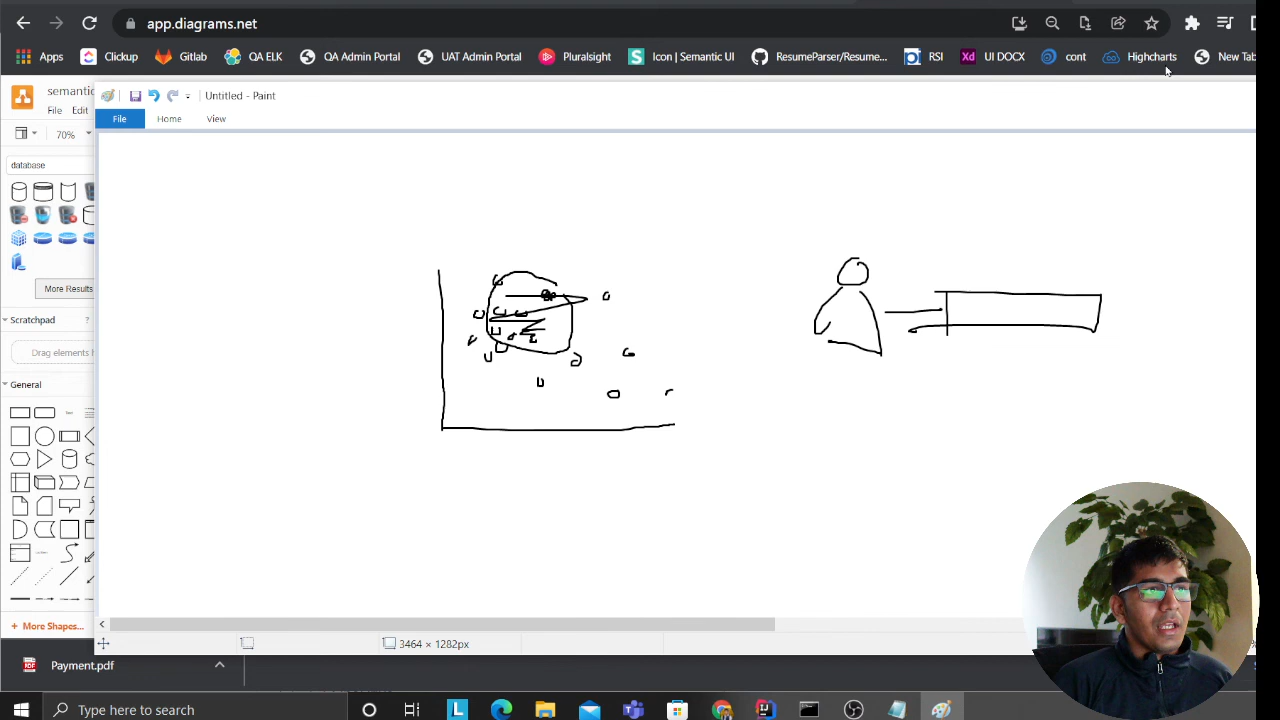 app.diagrams.net
Apps Clickup Gitlab QA ELK QA Admin Portal UAT Admin Portal Pluralsight Icon | Semantic UI ResumeParser/Resume... RSI UI DOCX cont Highcharts New Tab
semantic
Untitled - Paint
File Edit
File Home View
70%
database
More Results
Scratchpad ?
Drag elements h
General
+ More Shapes...
3464 × 1282px
Payment.pdf
Type here to search